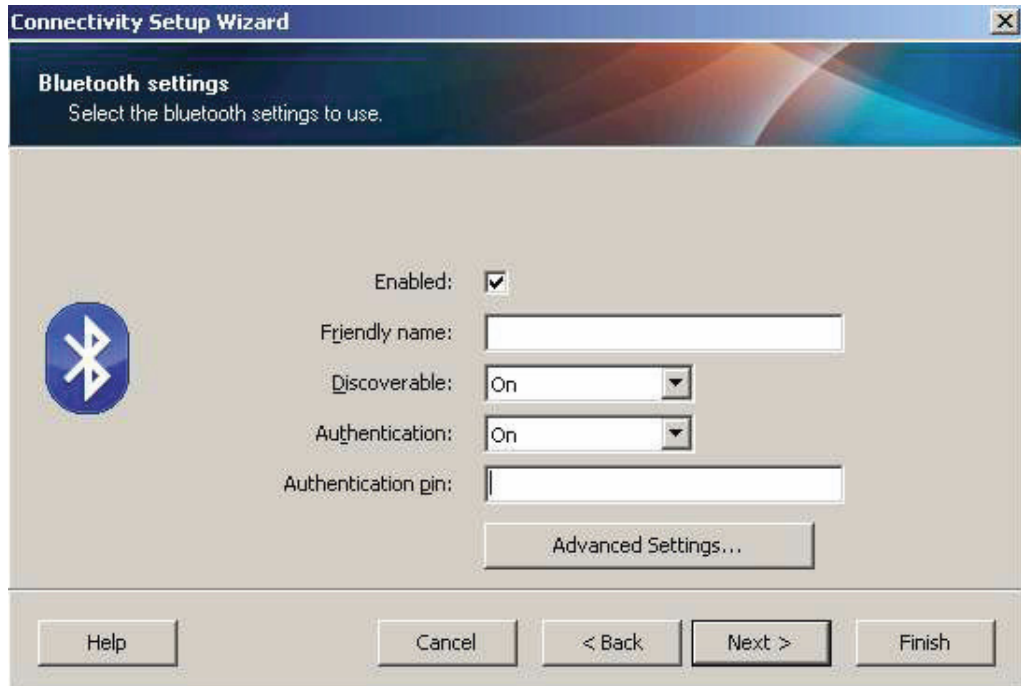 Connectivity Setup Wizard
Bluetooth settings
Select the bluetooth settings to use.
Enabled:
Friendly name:
Discoverable: On
Authentication: On
Authentication pin:
Advanced Settings...
Help Cancel < Back Next > Finish